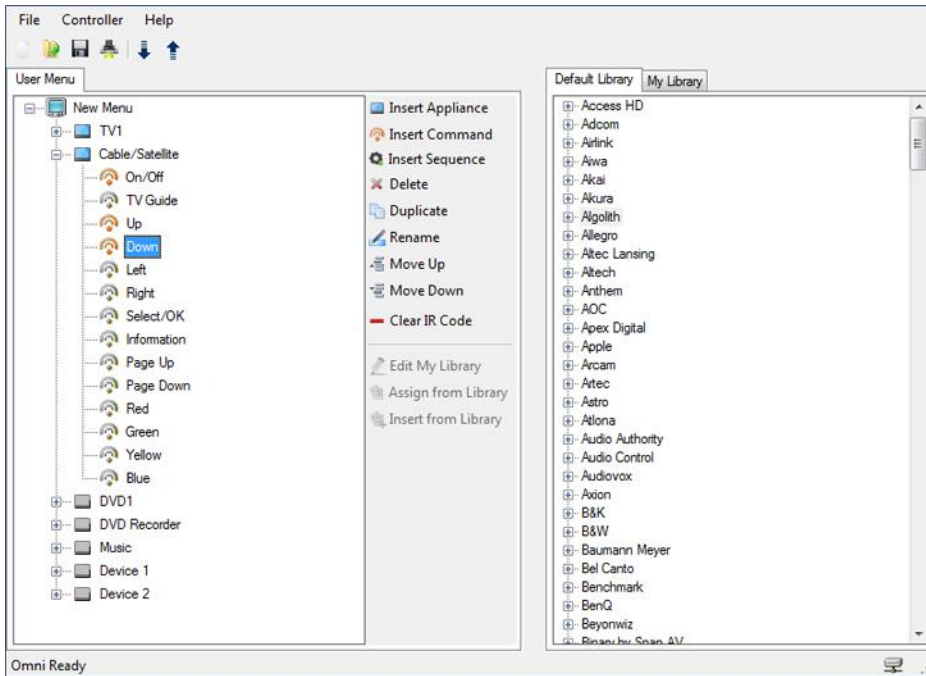 File Controller Help
User Menu
New Menu
TV1
Cable/Satellite
On/Off
TV Guide
Up
Down
Left
Right
Select/OK
Information
Page Up
Page Down
Red
Green
Yellow
Blue
DVD1
DVD Recorder
Music
Device 1
Device 2
Insert Appliance
Insert Command
Insert Sequence
Delete
Duplicate
Rename
Move Up
Move Down
Clear IR Code
Edit My Library
Assign from Library
Insert from Library
Default Library My Library
Access HD
Adcom
Airlink
Aiwa
Akai
Akura
Algolith
Allegro
Altec Lansing
Altech
Anthem
AOC
Apex Digital
Apple
Arcam
Artec
Astro
Atlona
Audio Authority
Audio Control
Audiovox
Axion
B&K
B&W
Baumann Meyer
Bel Canto
Benchmark
BenQ
Beyonwiz
Binary by Snap AV
Omni Ready